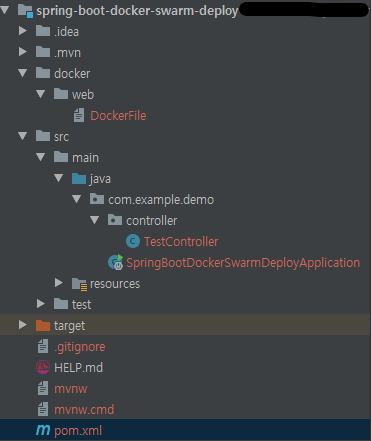 spring-boot-docker-swarm-deploy
.idea
.mvn
docker
web
DockerFile
src
main
java
com.example.demo
controller
TestController
SpringBootDockerSwarmDeployApplication
resources
test
target
.gitignore
HELP.md
mvnw
mvnw.cmd
pom.xml